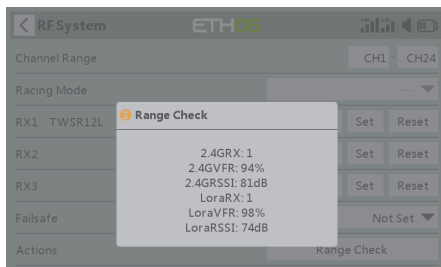 RF System
ETHOS
Channel Range
CH1 - CH24
Racing Mode
---
RX1 TWSR12L
Set
Reset
RX2
Set
Reset
RX3
Set
Reset
Failsafe
Not Set
Actions
Range Check
Range Check
2.4GRX: 1
2.4GVFR: 94%
2.4GRSSI: 81dB
LoraRX: 1
LoraVFR: 98%
LoraRSSI: 74dB